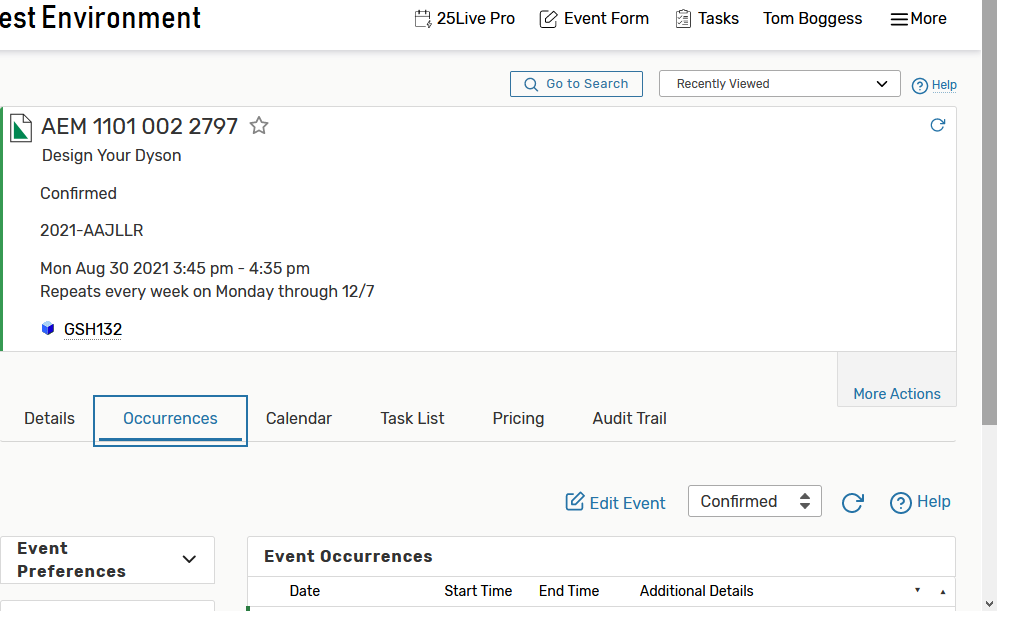 est Environment
25Live Pro Event Form Tasks Tom Boggess More
Go to Search Recently Viewed Help
AEM 1101 002 2797
Design Your Dyson
Confirmed
2021-AAJLLR
Mon Aug 30 2021 3:45 pm - 4:35 pm
Repeats every week on Monday through 12/7
GSH132
More Actions
Details Occurrences Calendar Task List Pricing Audit Trail
Edit Event Confirmed Help
Event
Preferences
Event Occurrences
Date Start Time End Time Additional Details